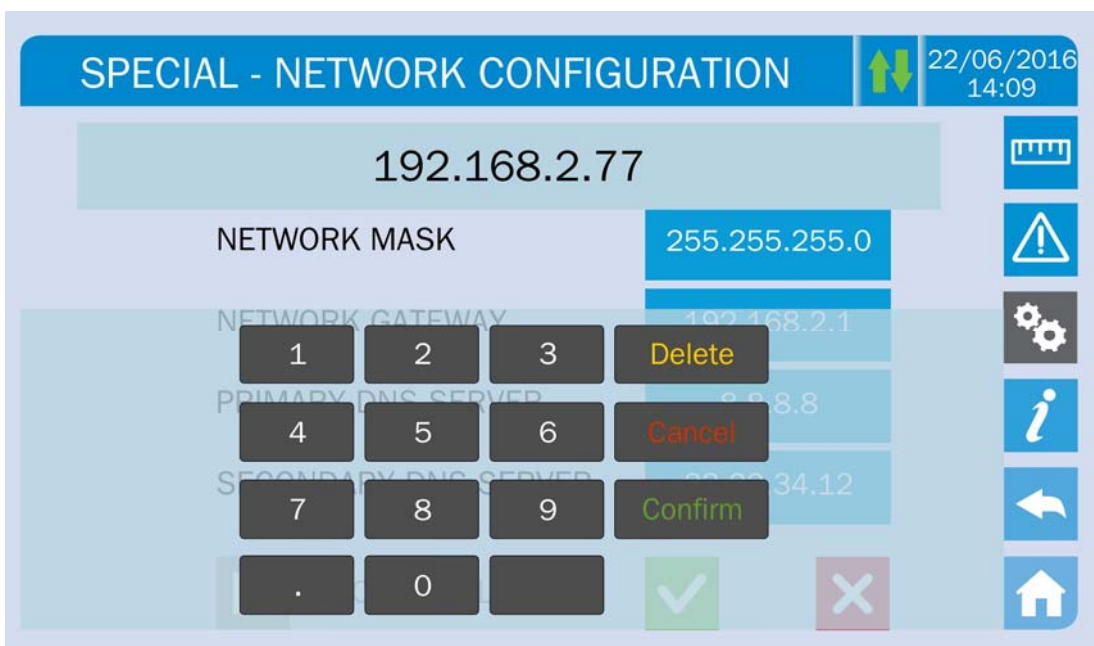 SPECIAL - NETWORK CONFIGURATION
22/06/2016
14:09
192.168.2.77
NETWORK MASK 255.255.255.0
NETWORK GATEWAY 192.168.2.1
1 2 3 Delete
PRIMARY DNS SERVER 8.8.8.8
4 5 6 Cancel
SECONDARY DNS SERVER 34.12
7 8 9 Confirm
. 0